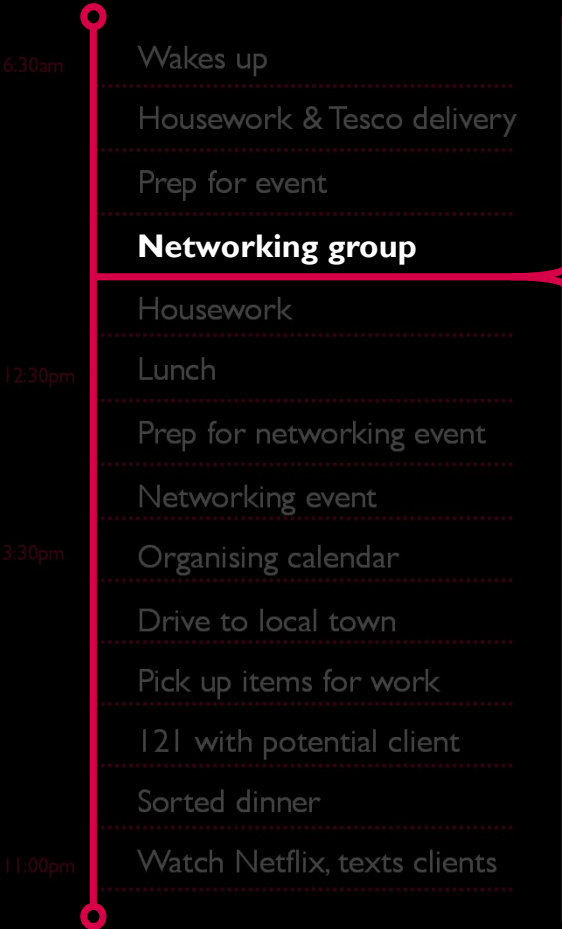 6:30am Wakes up
Housework & Tesco delivery
Prep for event
Networking group
Housework
12:30pm Lunch
Prep for networking event
Networking event
3:30pm Organising calendar
Drive to local town
Pick up items for work
121 with potential client
Sorted dinner
11:00pm Watch Netflix, texts clients